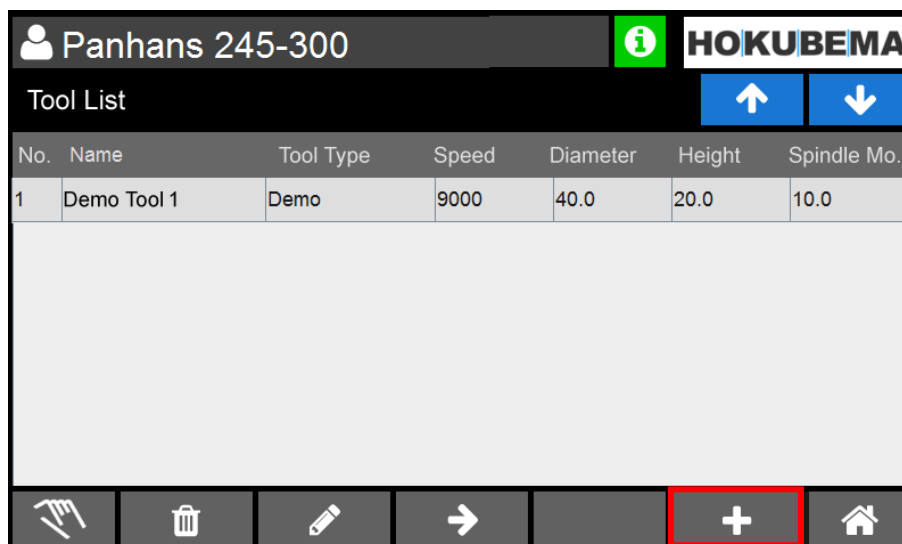 Panhans 245-300 HOKUBEMA
Tool List
No. Name Tool Type Speed Diameter Height Spindle Mo.
1 Demo Tool 1 Demo 9000 40.0 20.0 10.0